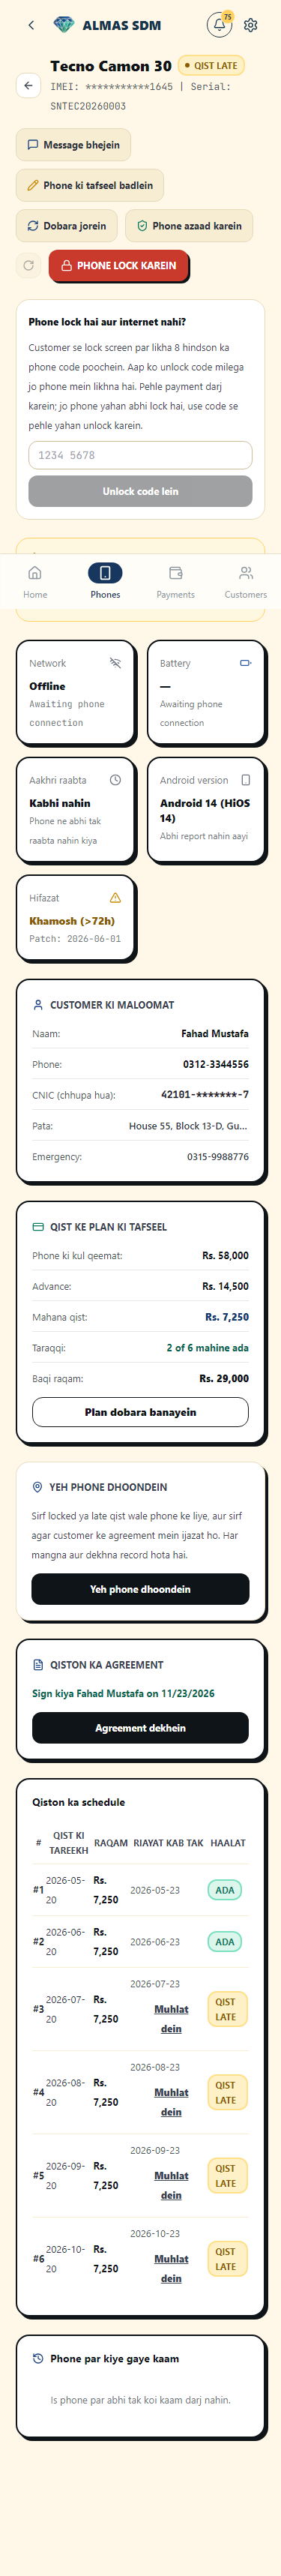 ALMAS SDM
75
Tecno Camon 30
QIST LATE
IMEI: ***********1645 | Serial:
SNTEC20260003
Message bhejein
Phone ki tafseel badlein
Dobara jorein
Phone azaad karein
PHONE LOCK KAREIN
Phone lock hai aur internet nahi?
Customer se lock screen par likha 8 hindson ka
phone code poochein. Aap ko unlock code milega
jo phone mein likhna hai. Pehle payment darj
karein; jo phone yahan abhi lock hai, use code se
pehle yahan unlock karein.
1234 5678
Unlock code lein
Home
Phones
Payments
Customers
Network
Offline
Awaiting phone
connection
Battery
—
Awaiting phone
connection
Aakhri raabta
Kabhi nahin
Phone ne abhi tak
raabta nahin kiya
Android version
Android 14 (HiOS
14)
Abhi report nahin aayi
Hifazat
Khamosh (>72h)
Patch: 2026-06-01
CUSTOMER KI MALOOMAT
Naam: Fahad Mustafa
Phone: 0312-3344556
CNIC (chhupa hua): 42101-*******-7
Pata: House 55, Block 13-D, Gu...
Emergency: 0315-9988776
QIST KE PLAN KI TAFSEEL
Phone ki kul qeemat: Rs. 58,000
Advance: Rs. 14,500
Mahana qist: Rs. 7,250
Taraqqi: 2 of 6 mahine ada
Baqi raqam: Rs. 29,000
Plan dobara banayein
YEH PHONE DHOONDEIN
Sirf locked ya late qist wale phone ke liye, aur sirf
agar customer ke agreement mein ijazat ho. Har
mangna aur dekhna record hota hai.
Yeh phone dhoondein
QISTON KA AGREEMENT
Sign kiya Fahad Mustafa on 11/23/2026
Agreement dekhein
Qiston ka schedule
# QIST KI TAREEKH RAQAM RIAYAT KAB TAK HAALAT
#1 2026-05-20 Rs. 7,250 2026-05-23 ADA
#2 2026-06-20 Rs. 7,250 2026-06-23 ADA
#3 2026-07-20 Rs. 7,250 2026-07-23 Muhlat dein QIST LATE
#4 2026-08-20 Rs. 7,250 2026-08-23 Muhlat dein QIST LATE
#5 2026-09-20 Rs. 7,250 2026-09-23 Muhlat dein QIST LATE
#6 2026-10-20 Rs. 7,250 2026-10-23 Muhlat dein QIST LATE
Phone par kiye gaye kaam
Is phone par abhi tak koi kaam darj nahin.